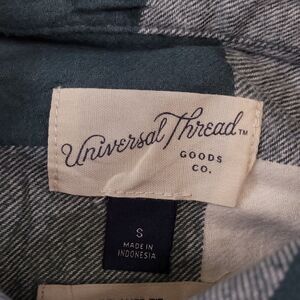 Universal Thread™
GOODS
CO.
S
MADE IN
INDONESIA